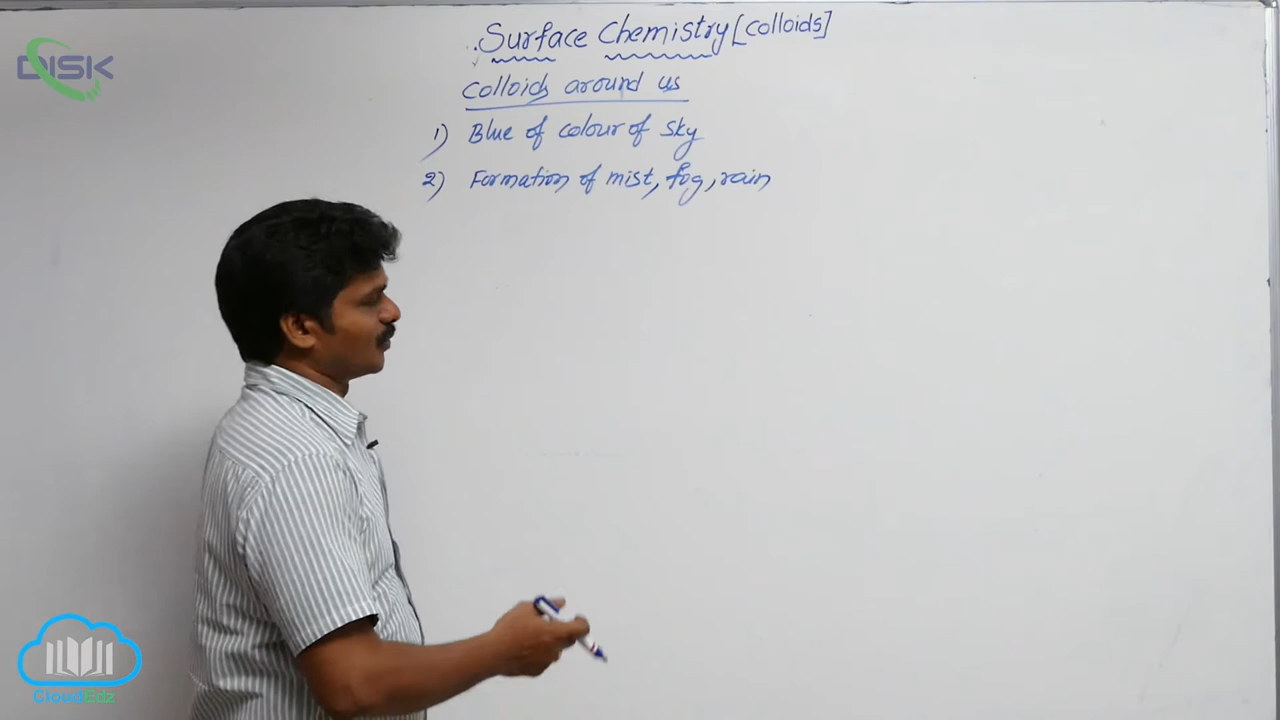 DISK
Surface Chemistry [colloids]
colloids around us
1) Blue of colour of sky
2) Formation of mist, fog, rain
CloudEdz